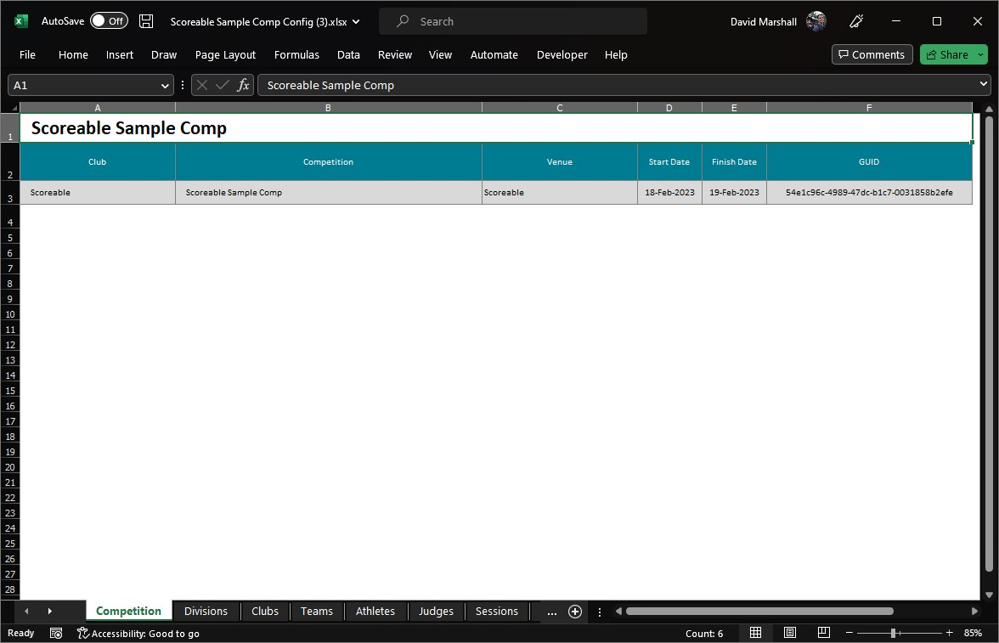 AutoSave Off Scoreable Sample Comp Config (3).xlsx Search David Marshall
File Home Insert Draw Page Layout Formulas Data Review View Automate Developer Help Comments Share
A1 fx Scoreable Sample Comp
A B C D E F
1 Scoreable Sample Comp
2 Club Competition Venue Start Date Finish Date GUID
3 Scoreable Scoreable Sample Comp Scoreable 18-Feb-2023 19-Feb-2023 54e1c96c-4989-47dc-b1c7-0031858b2efe
4
5
6
7
8
9
10
11
12
13
14
15
16
17
18
19
20
21
22
23
24
25
26
27
28
Competition Divisions Clubs Teams Athletes Judges Sessions ...
Ready Accessibility: Good to go Count: 6 85%